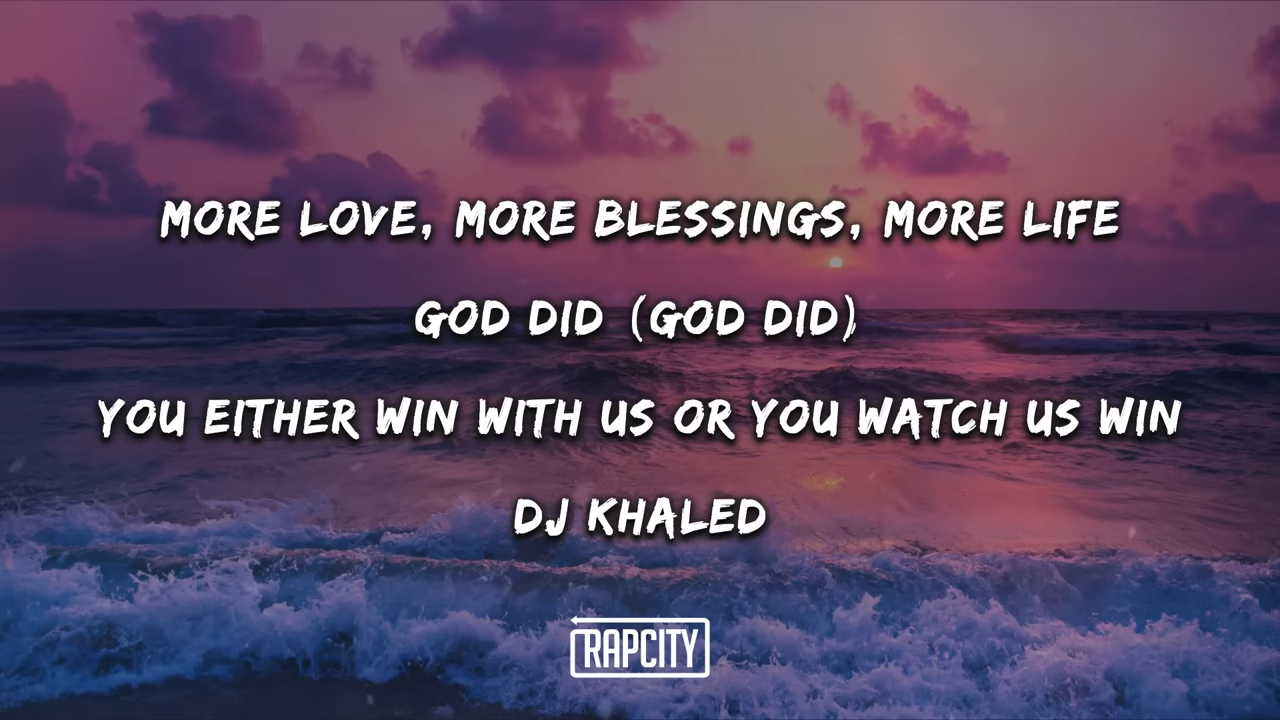 MORE LOVE, MORE BLESSINGS, MORE LIFE
GOD DID (GOD DID)
YOU EITHER WIN WITH US OR YOU WATCH US WIN
DJ KHALED
RAPCITY